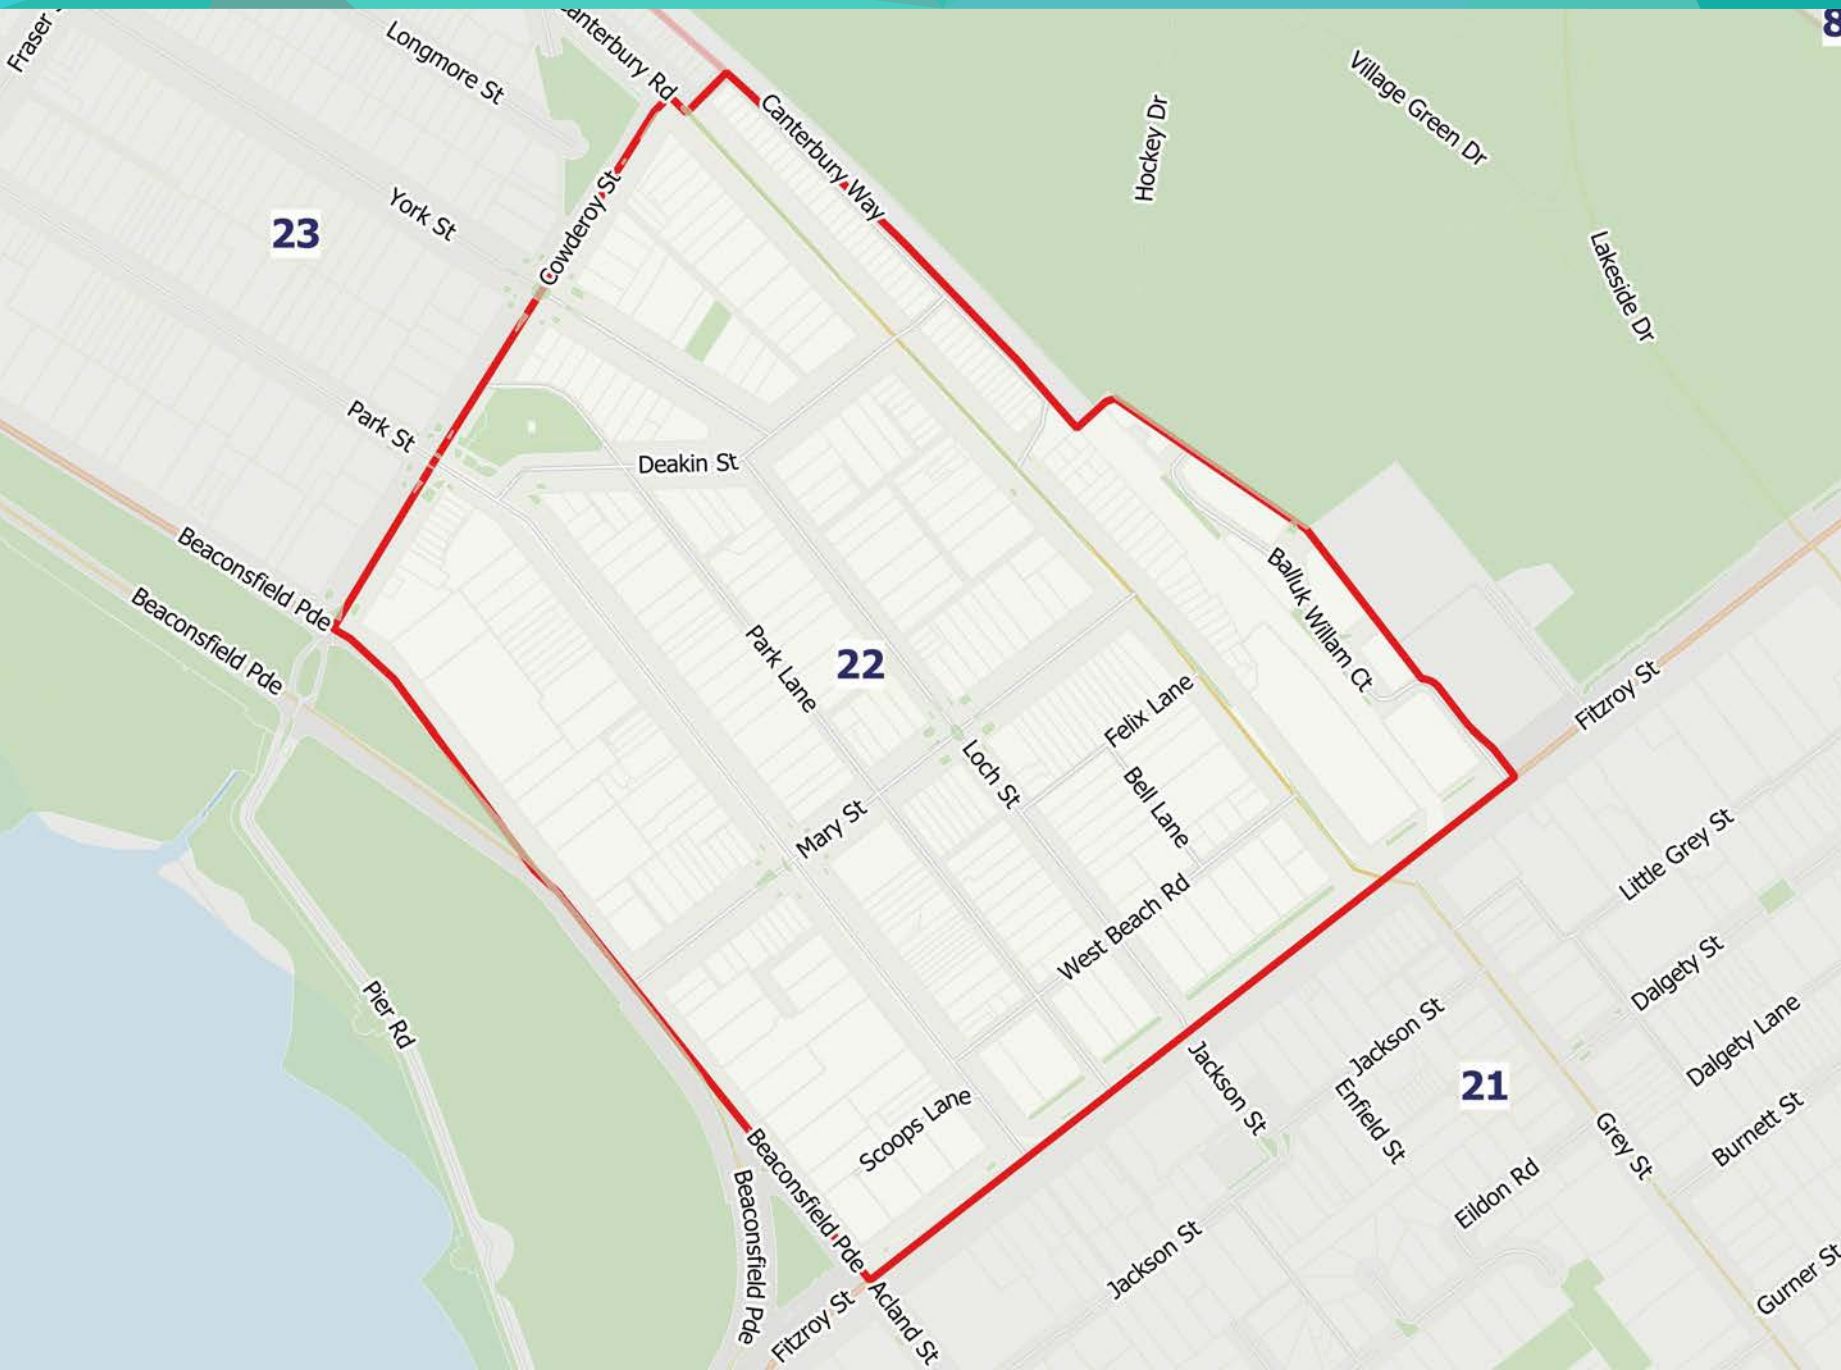 Fraser
Longmore St
Canterbury Rd
8
Canterbury Way
Hockey Dr
Village Green Dr
York St
23
Cowderoy St
Lakeside Dr
Park St
Deakin St
Beaconsfield Pde
Beaconsfield Pde
Balluk Willam Ct
Park Lane
22
Felix Lane
Fitzroy St
Loch St
Bell Lane
Mary St
Little Grey St
West Beach Rd
Dalgety St
Pier Rd
Jackson St
Jackson St
Dalgety Lane
Enfield St
21
Scoops Lane
Burnett St
Grey St
Beaconsfield Pde
Beaconsfield Pde
Eildon Rd
Jackson St
Gurner St
Fitzroy St
Acland St